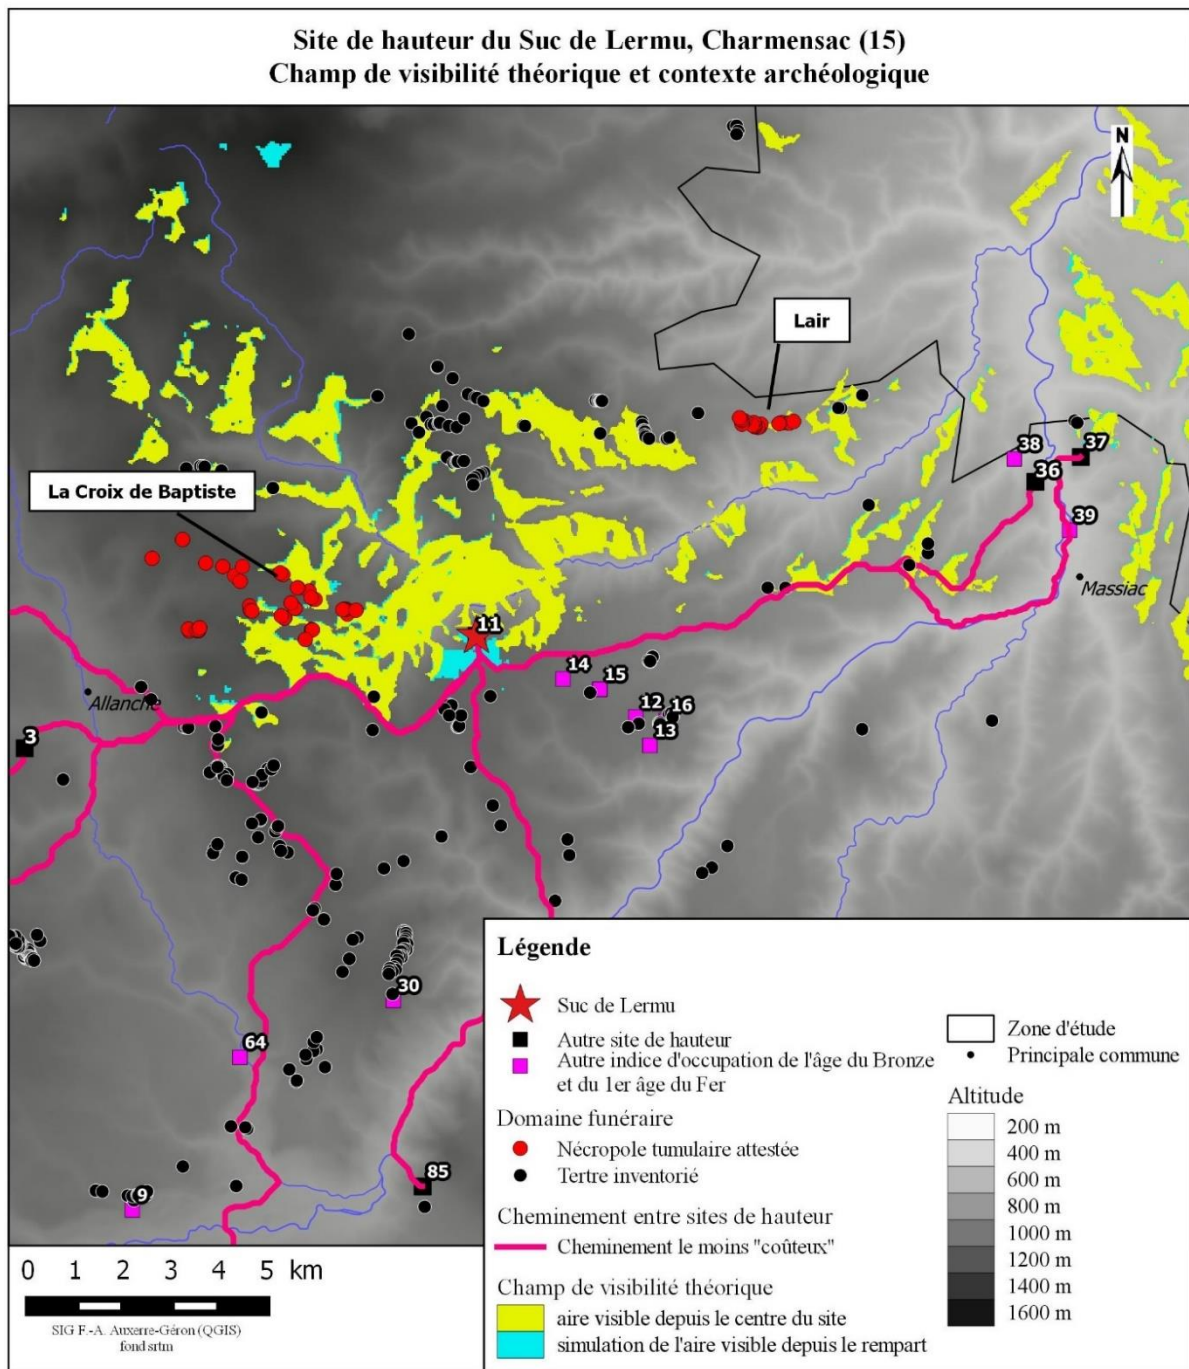 Site de hauteur du Suc de Lermu, Charmensac (15)
Champ de visibilité théorique et contexte archéologique
N
Lair
38
37
36
La Croix de Baptiste
39
Massiac
11
14
15
Allanche
12
16
3
13
30
64
85
9
Légende
Suc de Lermu
Autre site de hauteur
Autre indice d'occupation de l'âge du Bronze
et du 1er âge du Fer
Domaine funéraire
Nécropole tumulaire attestée
Tertre inventorié
Cheminement entre sites de hauteur
Cheminement le moins "coûteux"
Champ de visibilité théorique
aire visible depuis le centre du site
simulation de l'aire visible depuis le rempart
Zone d'étude
Principale commune
Altitude
200 m
400 m
600 m
800 m
1000 m
1200 m
1400 m
1600 m
0 1 2 3 4 5 km
SIG F.-A. Auxerre-Géron (QGIS)
fond srtm